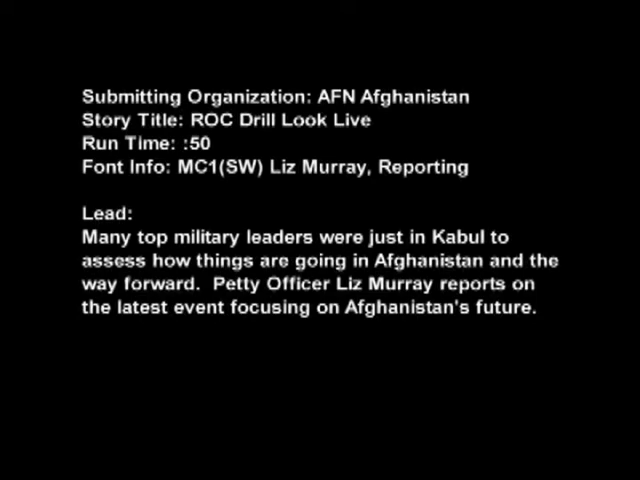 Submitting Organization: AFN Afghanistan
Story Title: ROC Drill Look Live
Run Time: :50
Font Info: MC1(SW) Liz Murray, Reporting
Lead:
Many top military leaders were just in Kabul to
assess how things are going in Afghanistan and the
way forward.  Petty Officer Liz Murray reports on
the latest event focusing on Afghanistan's future.